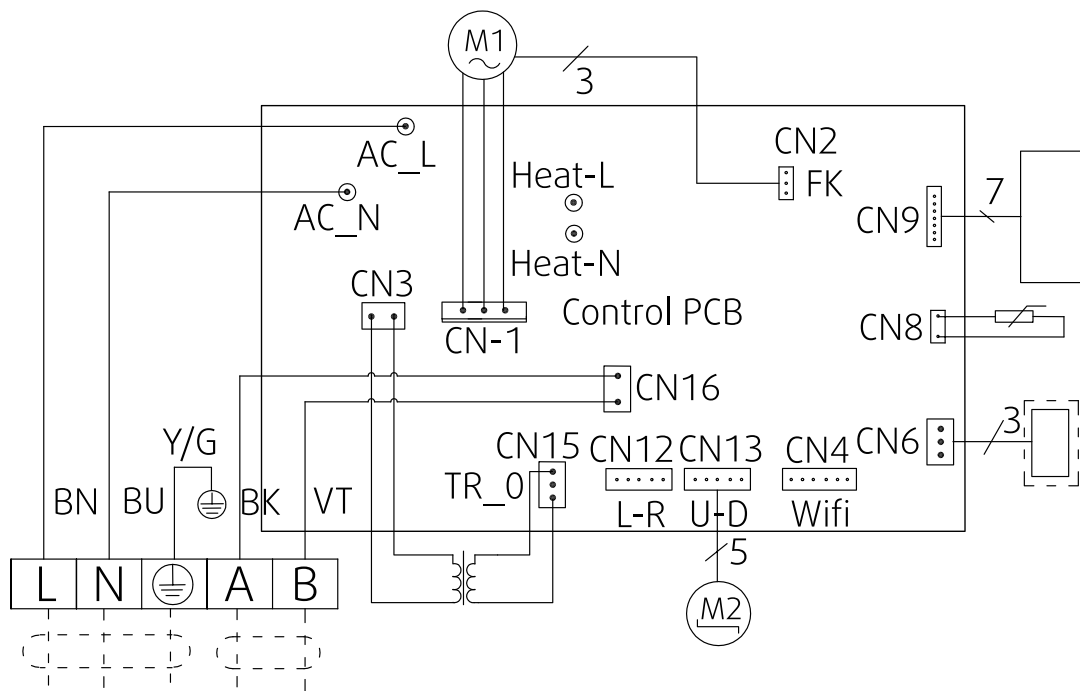 M1
3
AC_L
CN2
Heat-L
FK
7
AC_N
CN9
Heat-N
CN3
Control PCB
CN8
CN-1
CN16
Y/G
3
CN6
CN15
CN12
CN13
CN4
TR_0
BN
BU
BK
VT
L-R
U-D
Wifi
5
L
N
A
B
M2